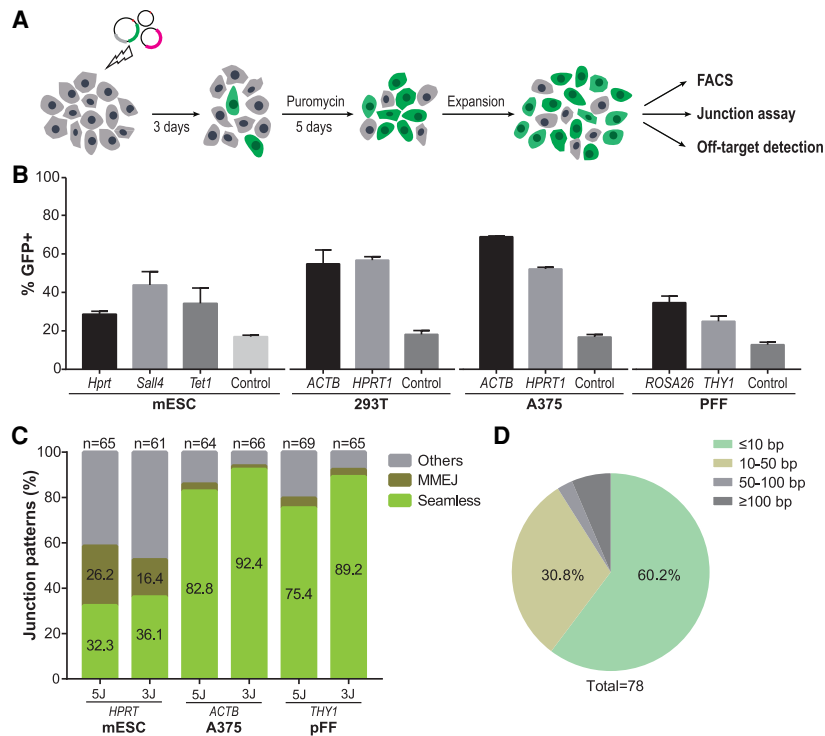 A
3 days
Puromycin
5 days
Expansion
FACS
Junction assay
Off-target detection
B
% GFP+
100
80
60
40
20
0
Hprt Sall4 Tet1 Control
mESC
ACTB HPRT1 Control
293T
ACTB HPRT1 Control
A375
ROSA26 THY1 Control
PFF
C
Junction patterns (%)
100
80
60
40
20
0
n=65 n=61 n=64 n=66 n=69 n=65
26.2 16.4
32.3 36.1 82.8 92.4 75.4 89.2
5J 3J 5J 3J 5J 3J
HPRT ACTB THY1
mESC A375 pFF
Others
MMEJ
Seamless
D
≤10 bp
10-50 bp
50-100 bp
≥100 bp
30.8% 60.2%
Total=78